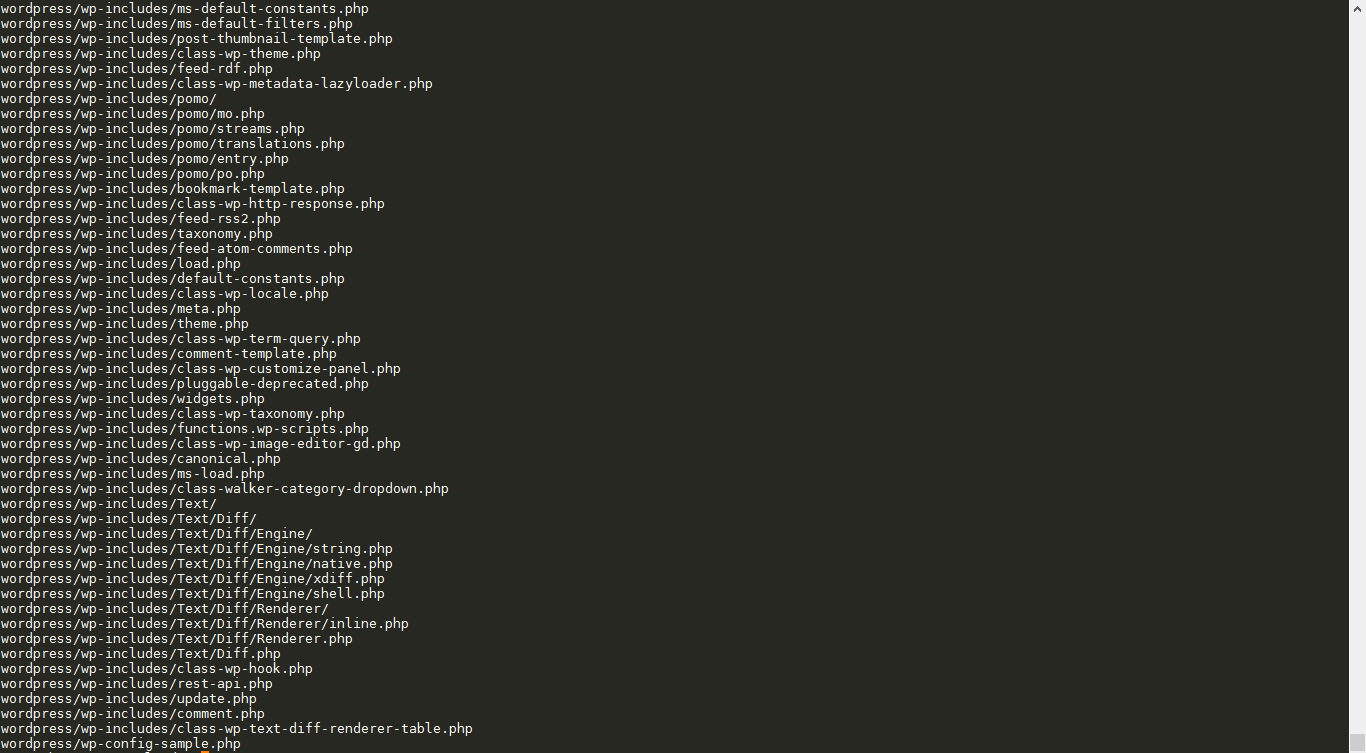 wordpress/wp-includes/ms-default-constants.php
wordpress/wp-includes/ms-default-filters.php
wordpress/wp-includes/post-thumbnail-template.php
wordpress/wp-includes/class-wp-theme.php
wordpress/wp-includes/feed-rdf.php
wordpress/wp-includes/class-wp-metadata-lazyloader.php
wordpress/wp-includes/pomo/
wordpress/wp-includes/pomo/mo.php
wordpress/wp-includes/pomo/streams.php
wordpress/wp-includes/pomo/translations.php
wordpress/wp-includes/pomo/entry.php
wordpress/wp-includes/pomo/po.php
wordpress/wp-includes/bookmark-template.php
wordpress/wp-includes/class-wp-http-response.php
wordpress/wp-includes/feed-rss2.php
wordpress/wp-includes/taxonomy.php
wordpress/wp-includes/feed-atom-comments.php
wordpress/wp-includes/load.php
wordpress/wp-includes/default-constants.php
wordpress/wp-includes/class-wp-locale.php
wordpress/wp-includes/meta.php
wordpress/wp-includes/theme.php
wordpress/wp-includes/class-wp-term-query.php
wordpress/wp-includes/comment-template.php
wordpress/wp-includes/class-wp-customize-panel.php
wordpress/wp-includes/pluggable-deprecated.php
wordpress/wp-includes/widgets.php
wordpress/wp-includes/class-wp-taxonomy.php
wordpress/wp-includes/functions.wp-scripts.php
wordpress/wp-includes/class-wp-image-editor-gd.php
wordpress/wp-includes/canonical.php
wordpress/wp-includes/ms-load.php
wordpress/wp-includes/class-walker-category-dropdown.php
wordpress/wp-includes/Text/
wordpress/wp-includes/Text/Diff/
wordpress/wp-includes/Text/Diff/Engine/
wordpress/wp-includes/Text/Diff/Engine/string.php
wordpress/wp-includes/Text/Diff/Engine/native.php
wordpress/wp-includes/Text/Diff/Engine/xdiff.php
wordpress/wp-includes/Text/Diff/Engine/shell.php
wordpress/wp-includes/Text/Diff/Renderer/
wordpress/wp-includes/Text/Diff/Renderer/inline.php
wordpress/wp-includes/Text/Diff/Renderer.php
wordpress/wp-includes/Text/Diff.php
wordpress/wp-includes/class-wp-hook.php
wordpress/wp-includes/rest-api.php
wordpress/wp-includes/update.php
wordpress/wp-includes/comment.php
wordpress/wp-includes/class-wp-text-diff-renderer-table.php
wordpress/wp-config-sample.php